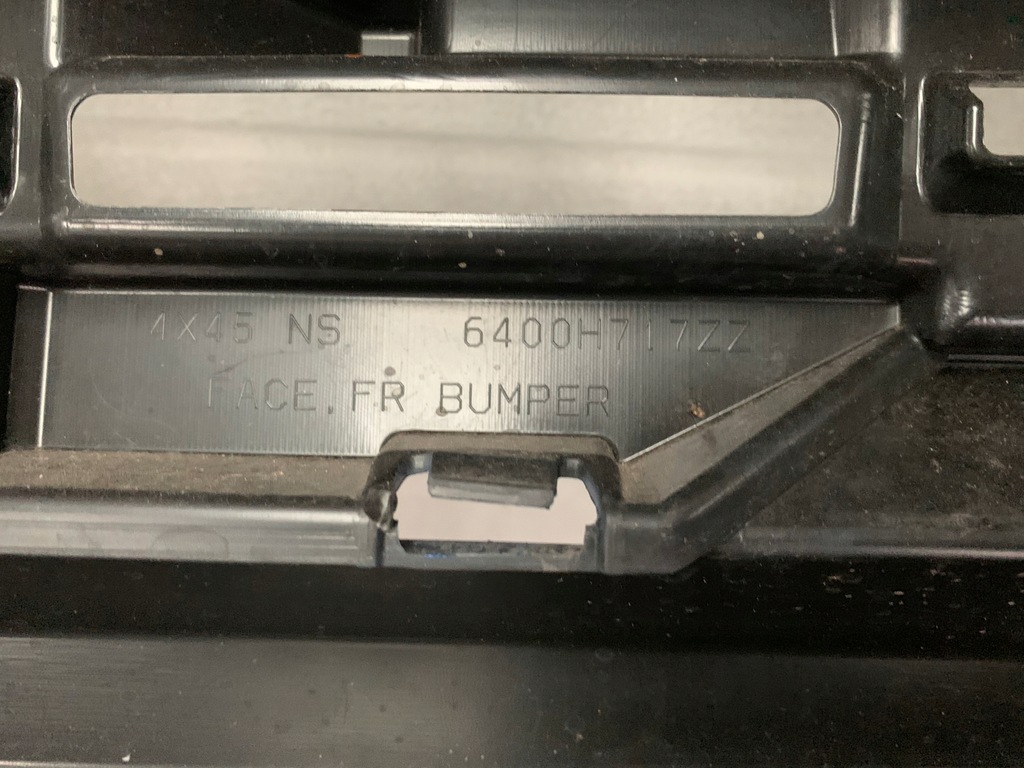 4X45 NS 6400H717ZZ
FACE, FR BUMPER